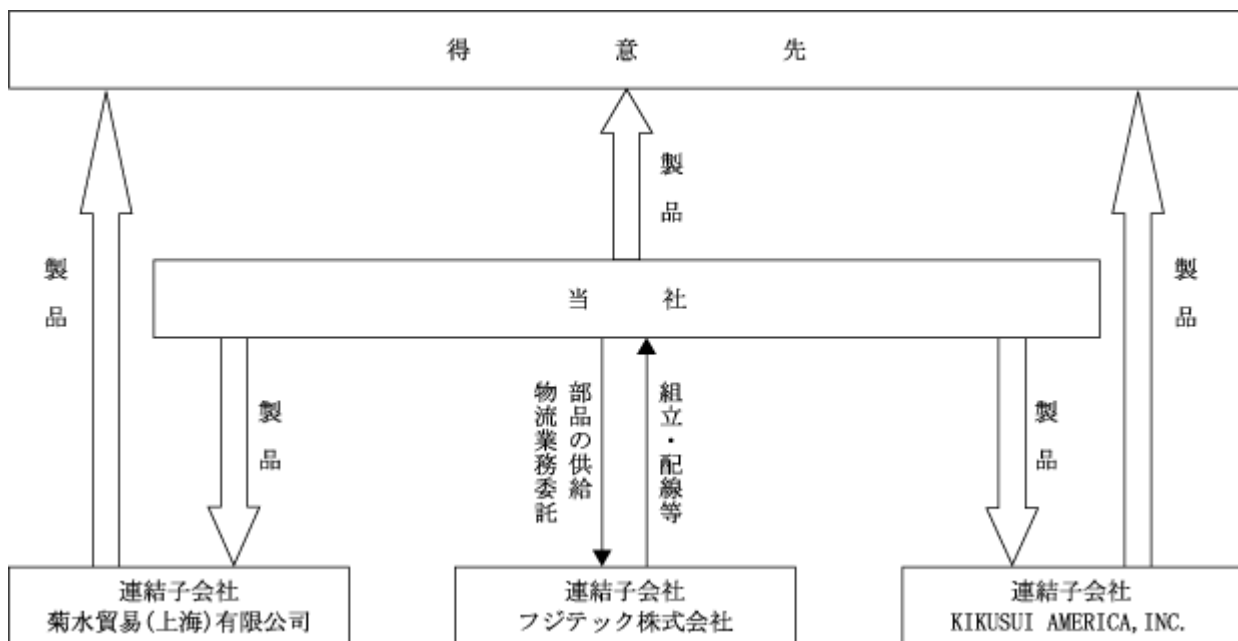 得意先
製品
製品
当社
製品
製品
部品の供給
物流業務委託
組立・配線等
製品
連結子会社
菊水貿易(上海)有限公司
連結子会社
フジテック株式会社
連結子会社
KIKUSUI AMERICA, INC.